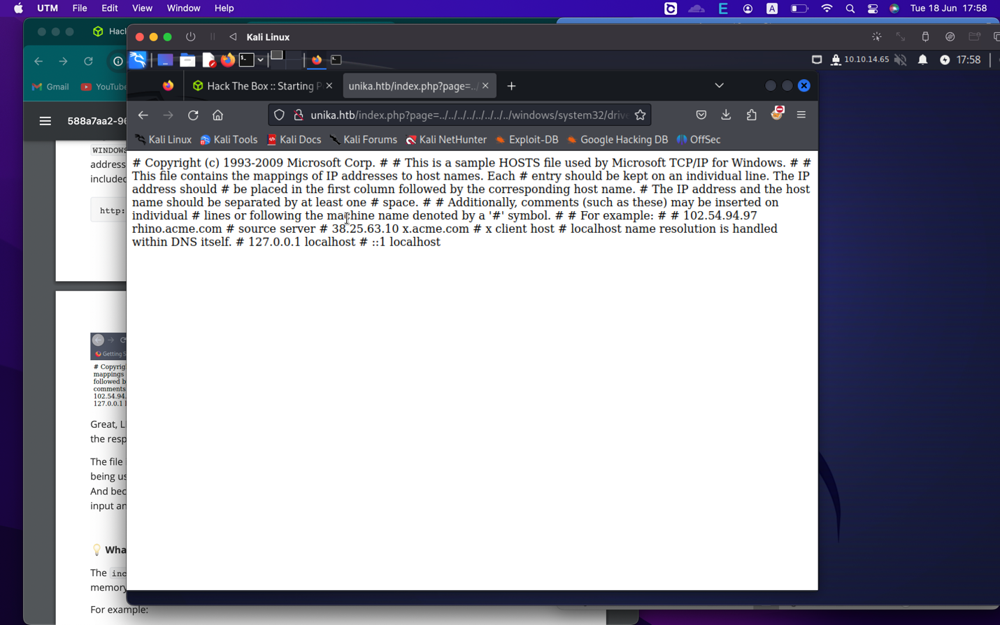 UTM File Edit View Window Help
E A Tue 18 Jun 17:58
Hac
Kali Linux
10.10.14.65 17:58
Gmail YouTube
Hack The Box :: Starting P
unika.htb/index.php?page=../
588a7aa2-96
unika.htb/index.php?page=../../../../../../../../windows/system32/drive
Kali Linux Kali Tools Kali Docs Kali Forums Kali NetHunter Exploit-DB Google Hacking DB OffSec
WINDOWS
address
included
http:
# Copyright (c) 1993-2009 Microsoft Corp. # # This is a sample HOSTS file used by Microsoft TCP/IP for Windows. # #
This file contains the mappings of IP addresses to host names. Each # entry should be kept on an individual line. The IP
address should # be placed in the first column followed by the corresponding host name. # The IP address and the host
name should be separated by at least one # space. # # Additionally, comments (such as these) may be inserted on
individual # lines or following the machine name denoted by a '#' symbol. # # For example: # # 102.54.94.97
rhino.acme.com # source server # 38.25.63.10 x.acme.com # x client host # localhost name resolution is handled
within DNS itself. # 127.0.0.1 localhost # ::1 localhost
Getting S
# Copyrig
mappings
followed b
comments
102.54.94.
127.0.0.1 l
Great, L
the resp
The file
being us
And bec
input an
Wha
The inc
memory
For example: